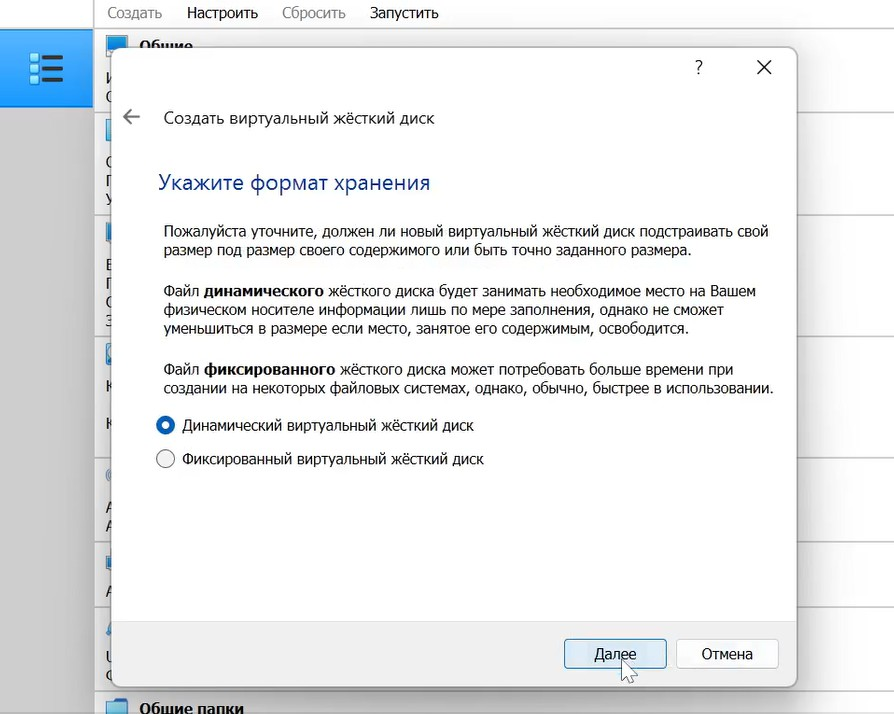 Создать Настроить Сбросить Запустить
Общие
?
Создать виртуальный жёсткий диск
Укажите формат хранения
Пожалуйста уточните, должен ли новый виртуальный жёсткий диск подстраивать свой
размер под размер своего содержимого или быть точно заданного размера.
Файл динамического жёсткого диска будет занимать необходимое место на Вашем
физическом носителе информации лишь по мере заполнения, однако не сможет
уменьшиться в размере если место, занятое его содержимым, освободится.
Файл фиксированного жёсткого диска может потребовать больше времени при
создании на некоторых файловых системах, однако, обычно, быстрее в использовании.
Динамический виртуальный жёсткий диск
Фиксированный виртуальный жёсткий диск
Далее Отмена
Общие папки